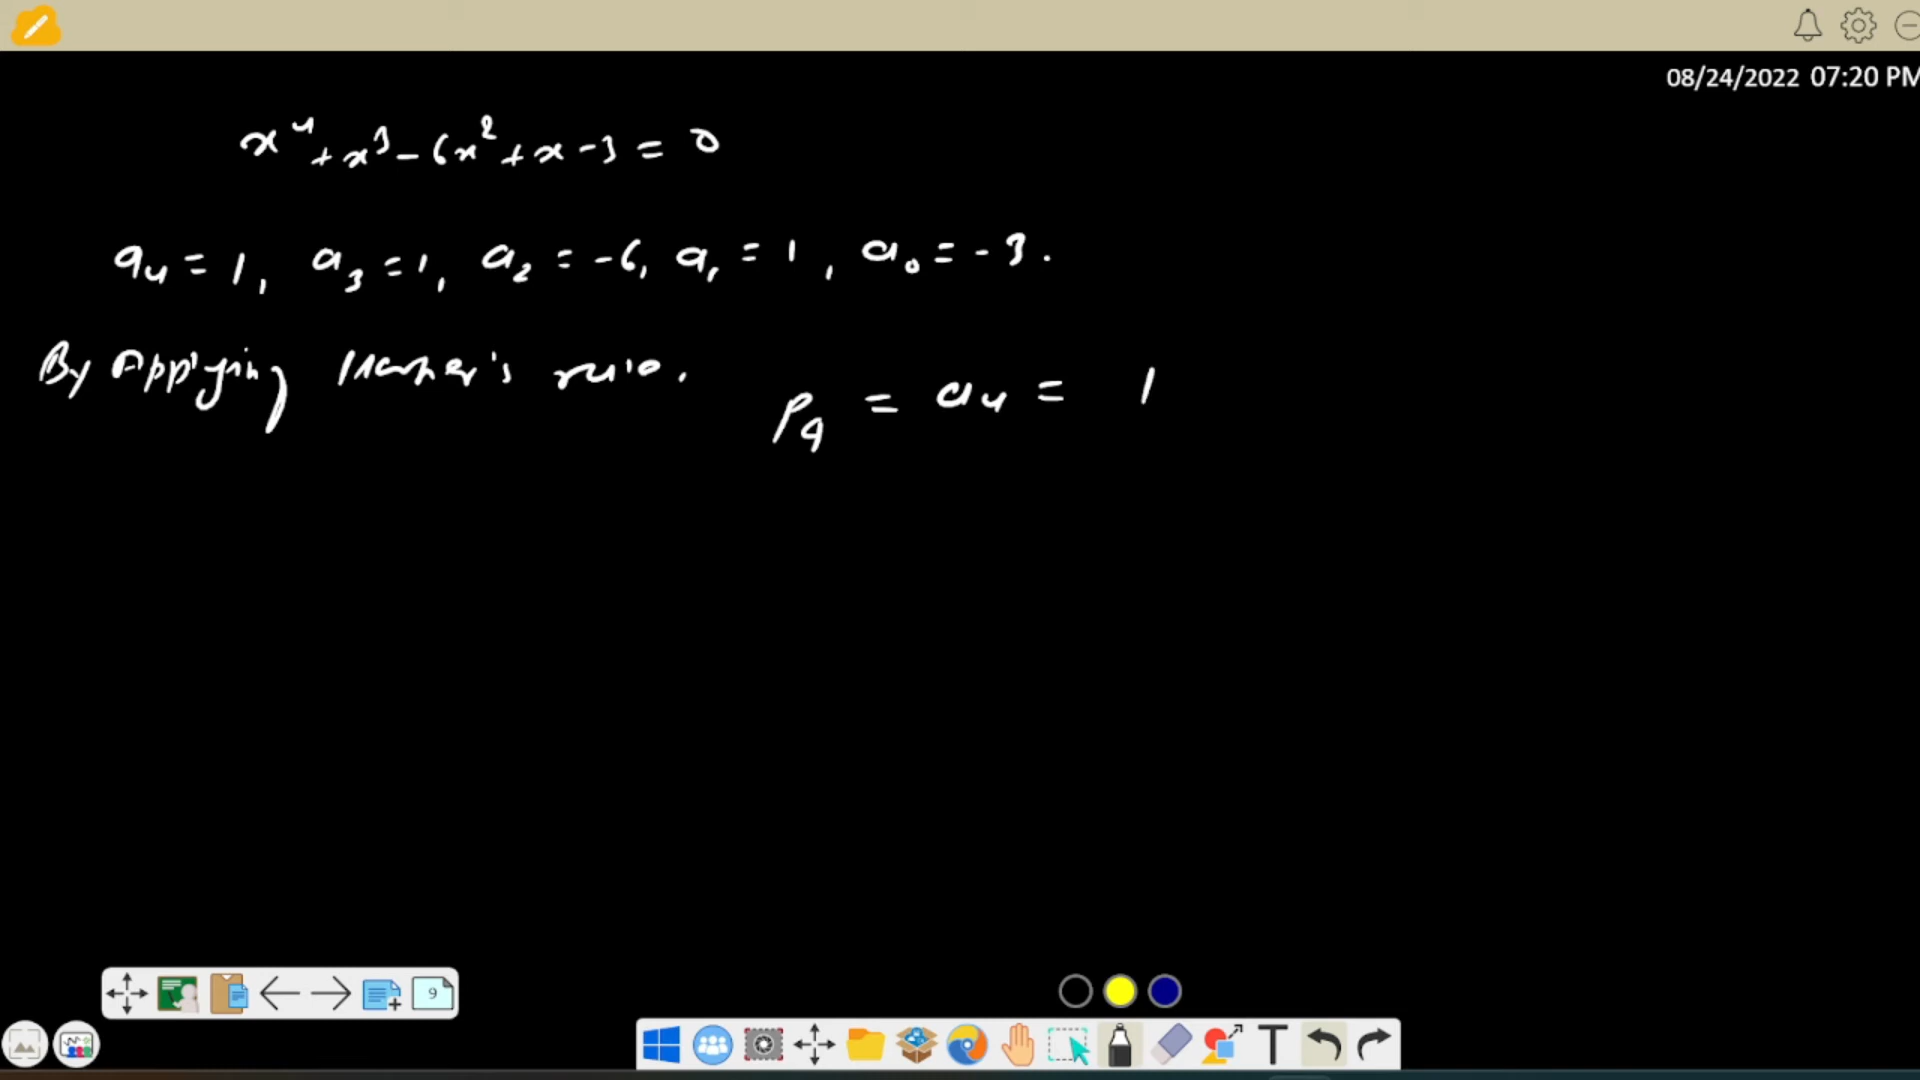 08/24/2022 07:20 PM
x⁴ + x³ - 6x² + x - 3 = 0
a₄ = 1, a₃ = 1, a₂ = -6, a₁ = 1, a₀ = -3.
By Applying Horner's rule.
P₄ = a₄ = 1
9
T